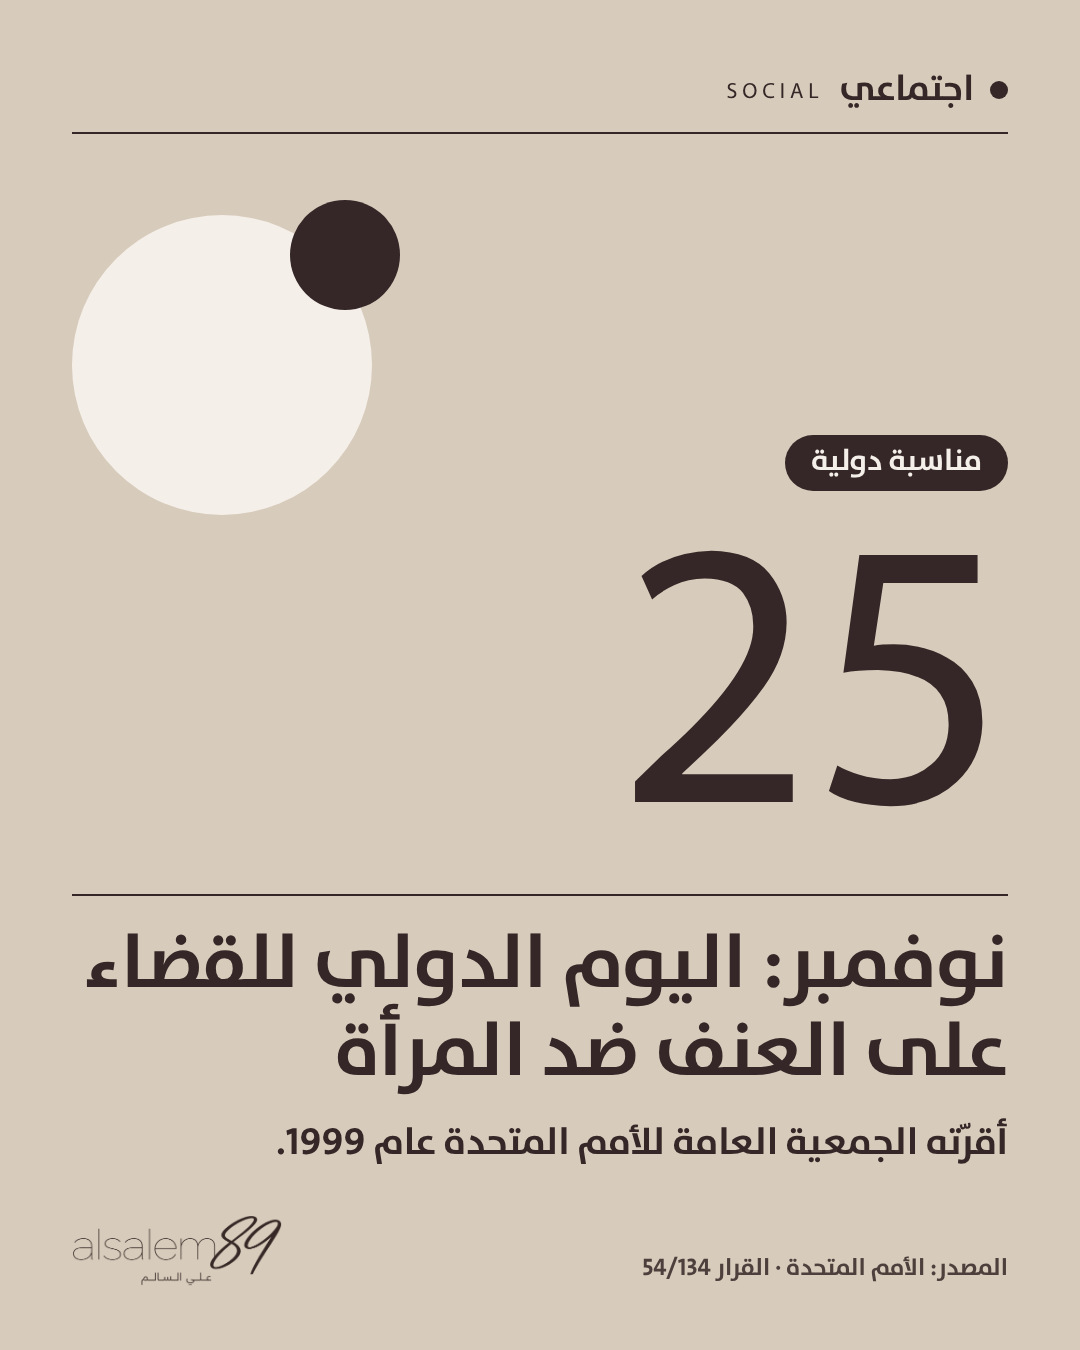 اجتماعي SOCIAL
مناسبة دولية
25
نوفمبر: اليوم الدولي للقضاء
على العنف ضد المرأة
أقرّته الجمعية العامة للأمم المتحدة عام 1999.
المصدر: الأمم المتحدة · القرار 54/134
alsalem89
علي السالم